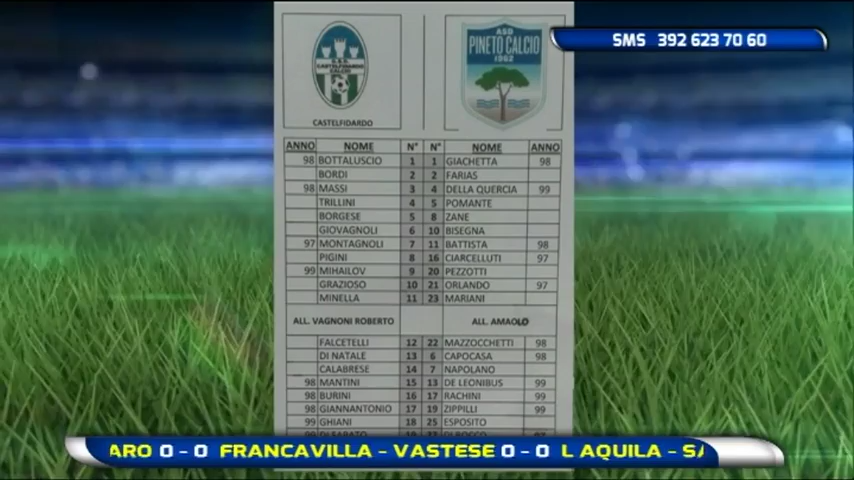 SMS 392 623 70 60
CASTELFIDARDO
ASD
PINETO CALCIO
1962
CASTELFIDARDO
CALCIO
ANNO NOME N° N° NOME ANNO
98 BOTTALUSCIO 1 1 GIACHETTA 98
BORDI 2 2 FARIAS
98 MASSI 3 4 DELLA QUERCIA 99
TRILLINI 4 5 POMANTE
BORGESE 5 8 ZANE
GIOVAGNOLI 6 10 BISEGNA
97 MONTAGNOLI 7 11 BATTISTA 98
PIGINI 8 16 CIARCELLUTI 97
99 MIHAILOV 9 20 PEZZOTTI
GRAZIOSO 10 21 ORLANDO 97
MINELLA 11 23 MARIANI
ALL. VAGNONI ROBERTO ALL. AMAOLO
FALCETELLI 12 22 MAZZOCCHETTI 98
DI NATALE 13 6 CAPOCASA 98
CALABRESE 14 7 NAPOLANO
98 MANTINI 15 13 DE LEONIBUS 99
98 BURINI 16 17 RACHINI 99
98 GIANNANTONIO 17 19 ZIPPILLI 99
99 GHIANI 18 25 ESPOSITO
ARO 0 - 0 FRANCAVILLA - VASTESE 0 - 0 L AQUILA - SA